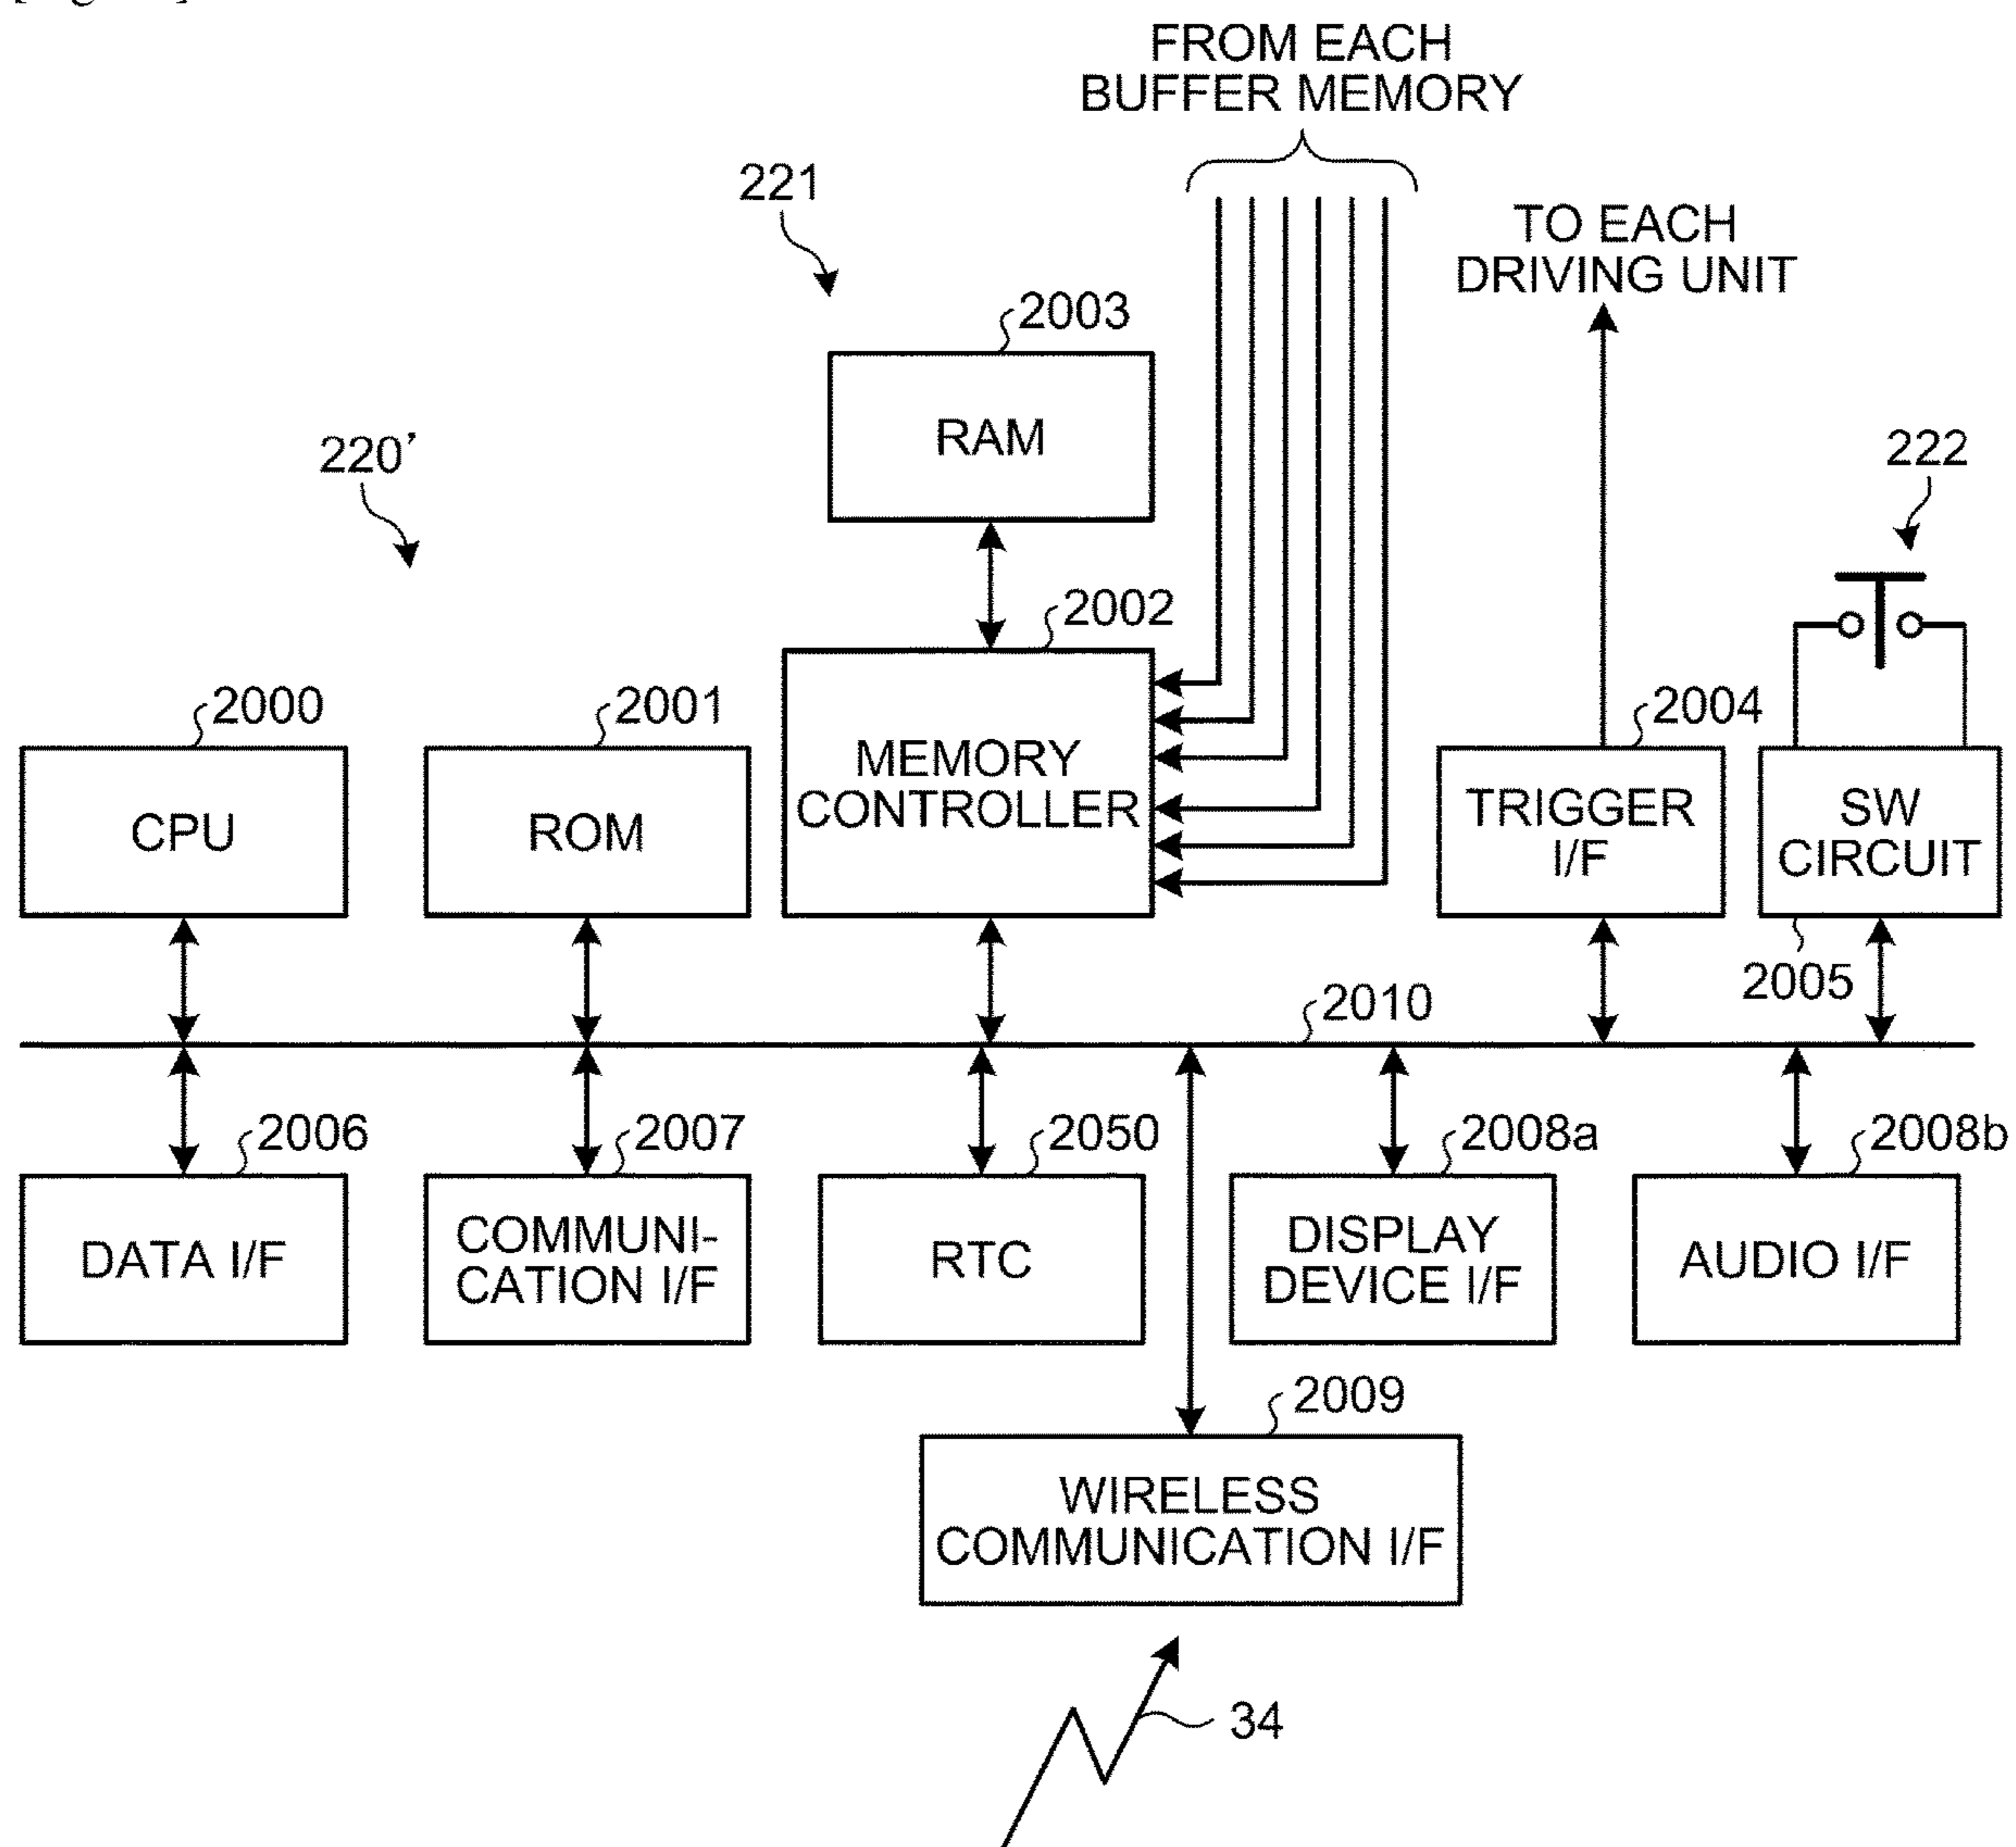 FROM EACH
BUFFER MEMORY
221
TO EACH
DRIVING UNIT
2003
RAM
220’
222
2002
2000
2001
2004
MEMORY
CONTROLLER
CPU
ROM
TRIGGER
I/F
SW
CIRCUIT
2005
2010
2006
2007
2050
2008a
2008b
DATA I/F
COMMUNI-
CATION I/F
RTC
DISPLAY
DEVICE I/F
AUDIO I/F
2009
WIRELESS
COMMUNICATION I/F
34